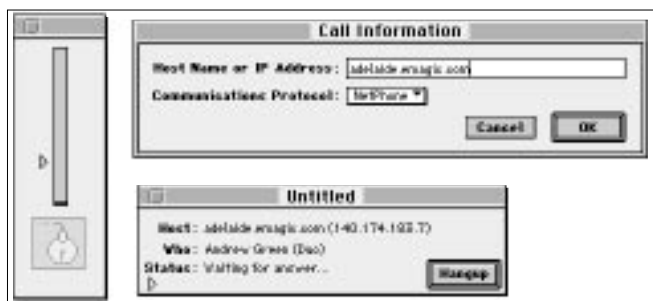 Call Information
Host Name or IP Address: adelaide.emagic.com
Communications Protocol: NetPhone
Cancel OK
Untitled
Host: adelaide.emagic.com (140.174.183.7)
Who: Andrew Green (Duo)
Status: Waiting for answer...
Hangup